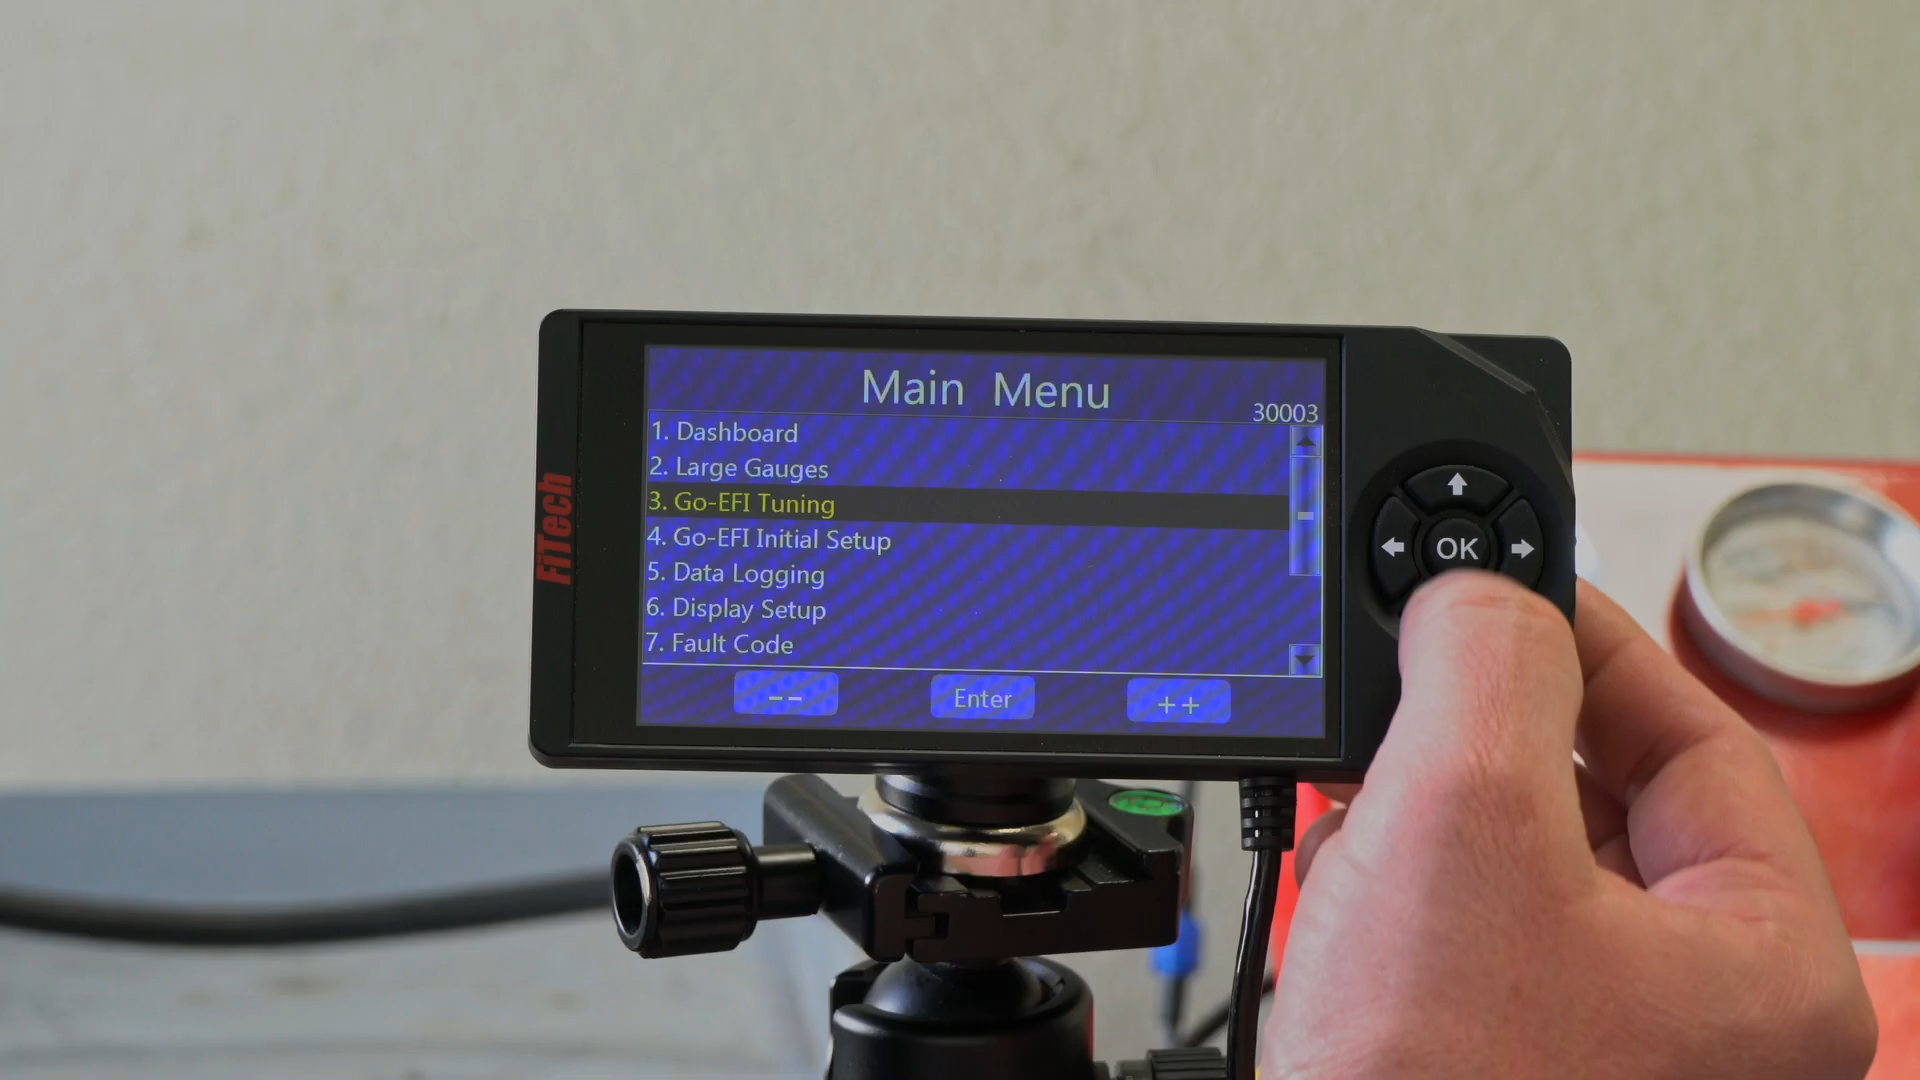 Main Menu
30003
1. Dashboard
2. Large Gauges
3. Go-EFI Tuning
4. Go-EFI Initial Setup
5. Data Logging
6. Display Setup
7. Fault Code
-- Enter ++
FiTech
OK